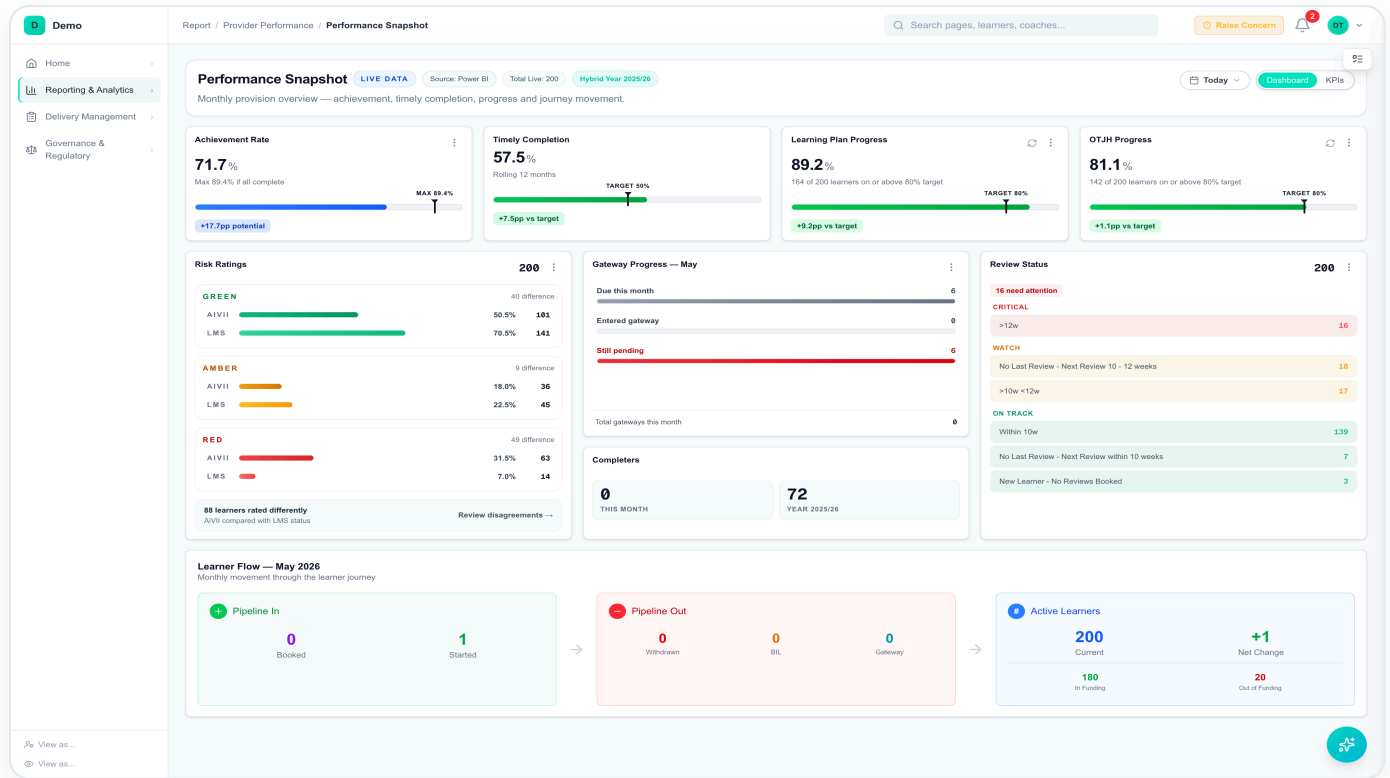 D Demo
Report / Provider Performance / Performance Snapshot
Search pages, learners, coaches...
Raise Concern
2
DT
Home
Reporting & Analytics
Delivery Management
Governance &
Regulatory
View as...
View as...
Performance Snapshot LIVE DATA Source: Power BI Total Live: 200 Hybrid Year 2025/26
Monthly provision overview — achievement, timely completion, progress and journey movement.
Today
Dashboard KPIs
Achievement Rate
71.7%
Max 89.4% if all complete
MAX 89.4%
+17.7pp potential
Timely Completion
57.5%
Rolling 12 months
TARGET 50%
+7.5pp vs target
Learning Plan Progress
89.2%
164 of 200 learners on or above 80% target
TARGET 80%
+9.2pp vs target
OTJH Progress
81.1%
142 of 200 learners on or above 80% target
TARGET 80%
+1.1pp vs target
Risk Ratings 200
GREEN 40 difference
AIVII 50.5% 101
LMS 70.5% 141
AMBER 9 difference
AIVII 18.0% 36
LMS 22.5% 45
RED 49 difference
AIVII 31.5% 63
LMS 7.0% 14
88 learners rated differently
AiVII compared with LMS status
Review disagreements →
Gateway Progress — May
Due this month 6
Entered gateway 0
Still pending 6
Total gateways this month 0
Completers
0
THIS MONTH
72
YEAR 2025/26
Review Status 200
16 need attention
CRITICAL
>12w 16
WATCH
No Last Review - Next Review 10 - 12 weeks 18
>10w <12w 17
ON TRACK
Within 10w 139
No Last Review - Next Review within 10 weeks 7
New Learner - No Reviews Booked 3
Learner Flow — May 2026
Monthly movement through the learner journey
Pipeline In
0
Booked
1
Started
Pipeline Out
0
Withdrawn
0
BIL
0
Gateway
# Active Learners
200
Current
+1
Net Change
180
In Funding
20
Out of Funding